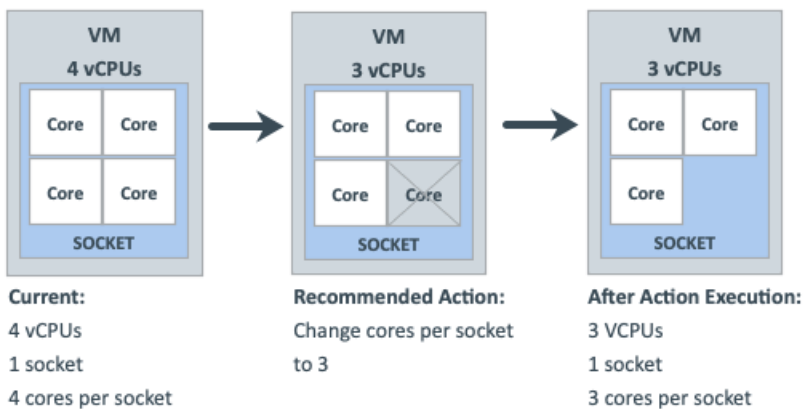 VM
4 vCPUs
Core Core
Core Core
SOCKET
Current:
4 vCPUs
1 socket
4 cores per socket
VM
3 vCPUs
Core Core
Core Core
SOCKET
Recommended Action:
Change cores per socket
to 3
VM
3 vCPUs
Core Core
Core
SOCKET
After Action Execution:
3 VCPUs
1 socket
3 cores per socket